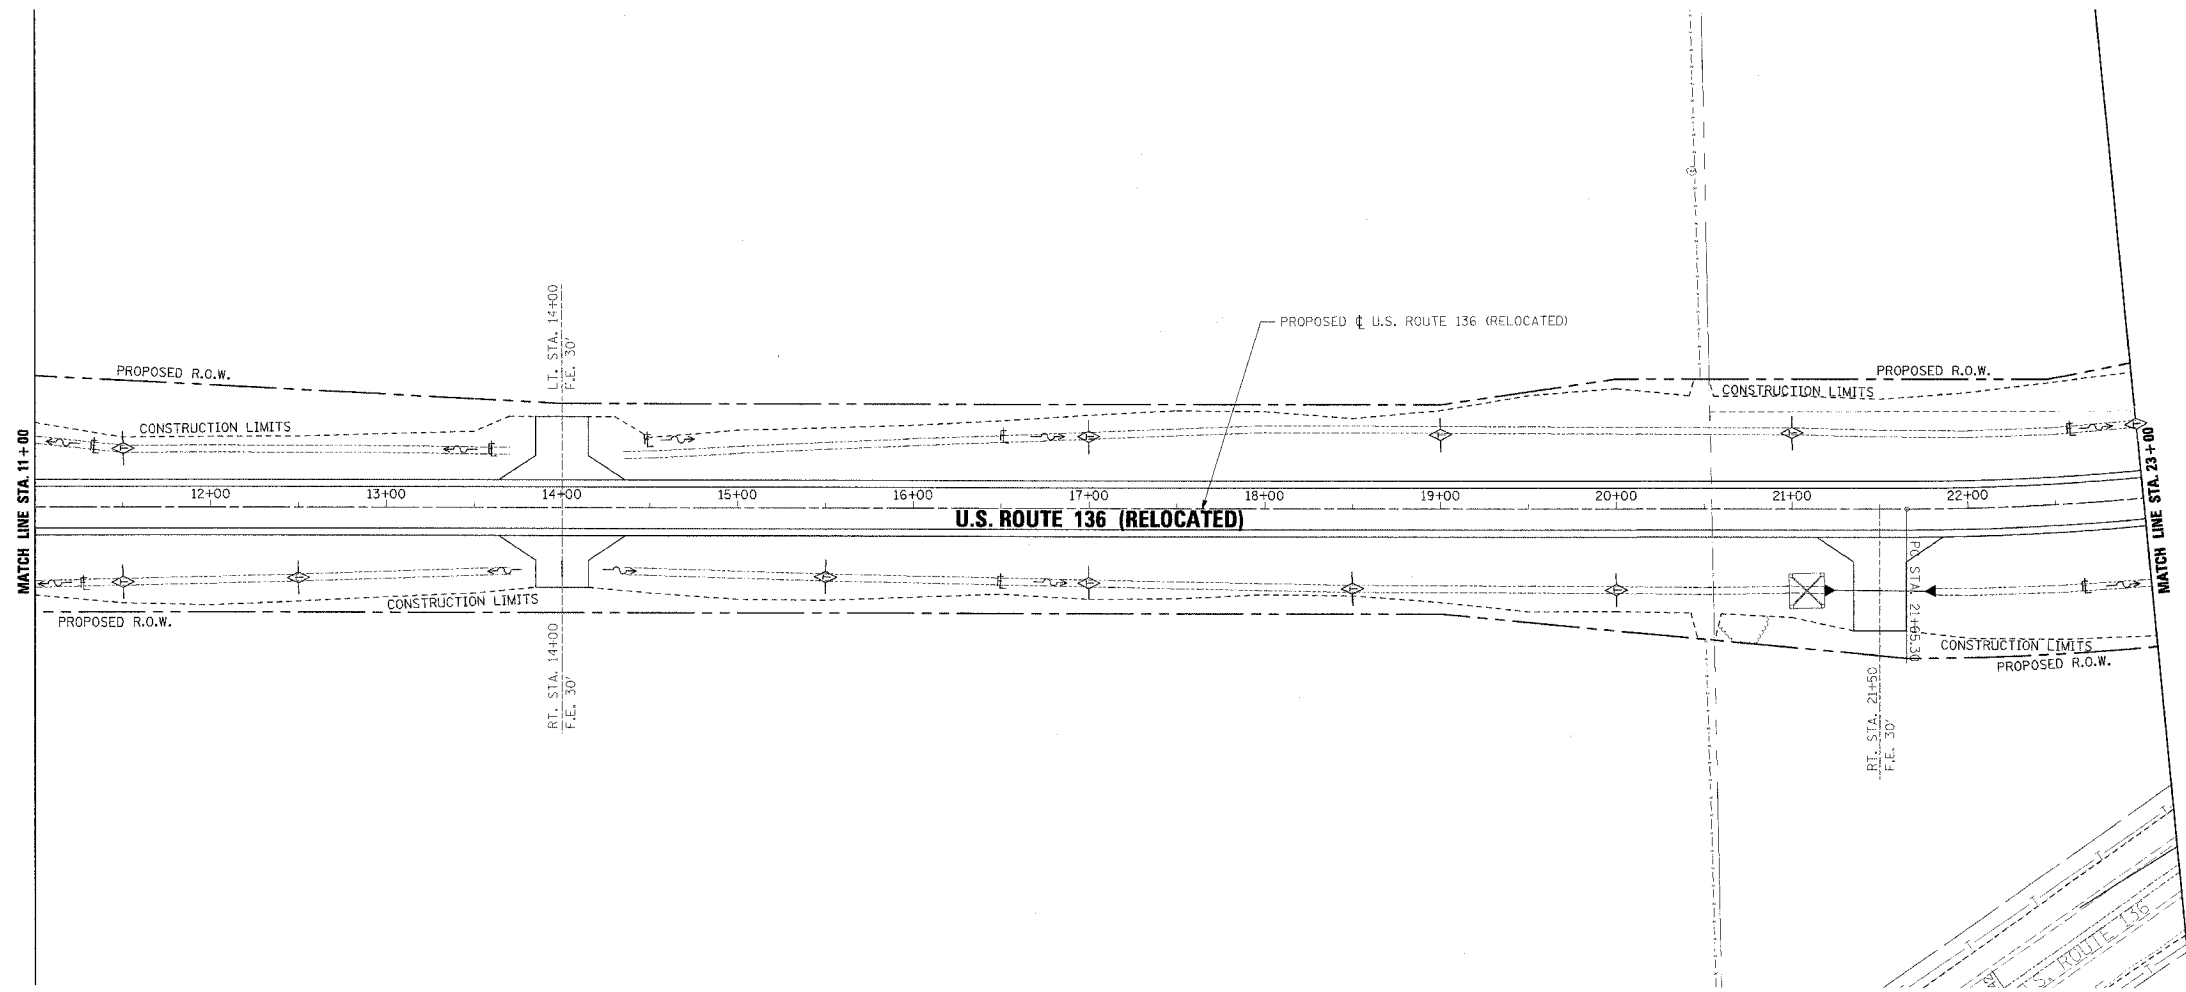 LT. STA. 14+00
F.E. 30'
PROPOSED ℄ U.S. ROUTE 136 (RELOCATED)
PROPOSED R.O.W.
PROPOSED R.O.W.
CONSTRUCTION LIMITS
CONSTRUCTION LIMITS
MATCH LINE STA. 11+00
12+00
13+00
14+00
15+00
16+00
17+00
18+00
19+00
20+00
21+00
22+00
MATCH LINE STA. 23+00
U.S. ROUTE 136 (RELOCATED)
PC STA. 21+65.30
CONSTRUCTION LIMITS
PROPOSED R.O.W.
CONSTRUCTION LIMITS
PROPOSED R.O.W.
RT. STA. 14+00
F.E. 30'
RT. STA. 21+50
F.E. 30'
U.S. ROUTE 136